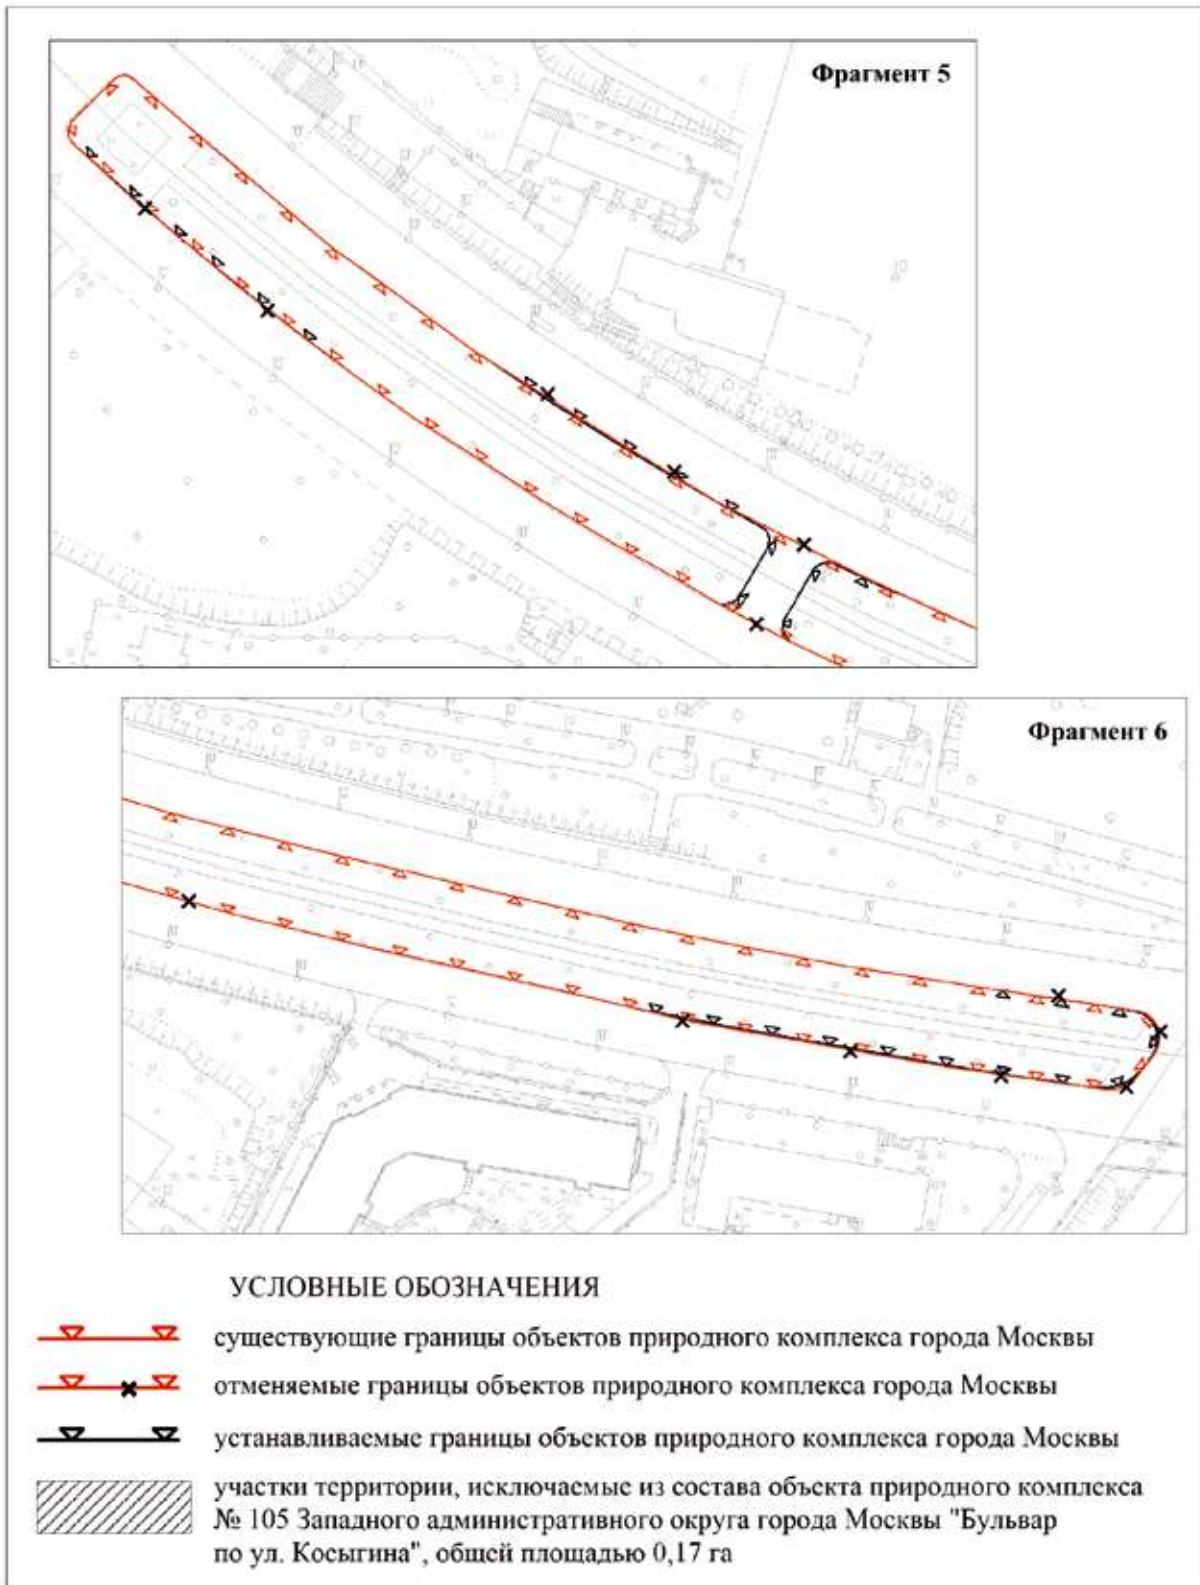 Фрагмент 5
Фрагмент 6
УСЛОВНЫЕ ОБОЗНАЧЕНИЯ
существующие границы объектов природного комплекса города Москвы
отменяемые границы объектов природного комплекса города Москвы
устанавливаемые границы объектов природного комплекса города Москвы
участки территории, исключаемые из состава объекта природного комплекса
№ 105 Западного административного округа города Москвы "Бульвар
по ул. Косыгина", общей площадью 0,17 га